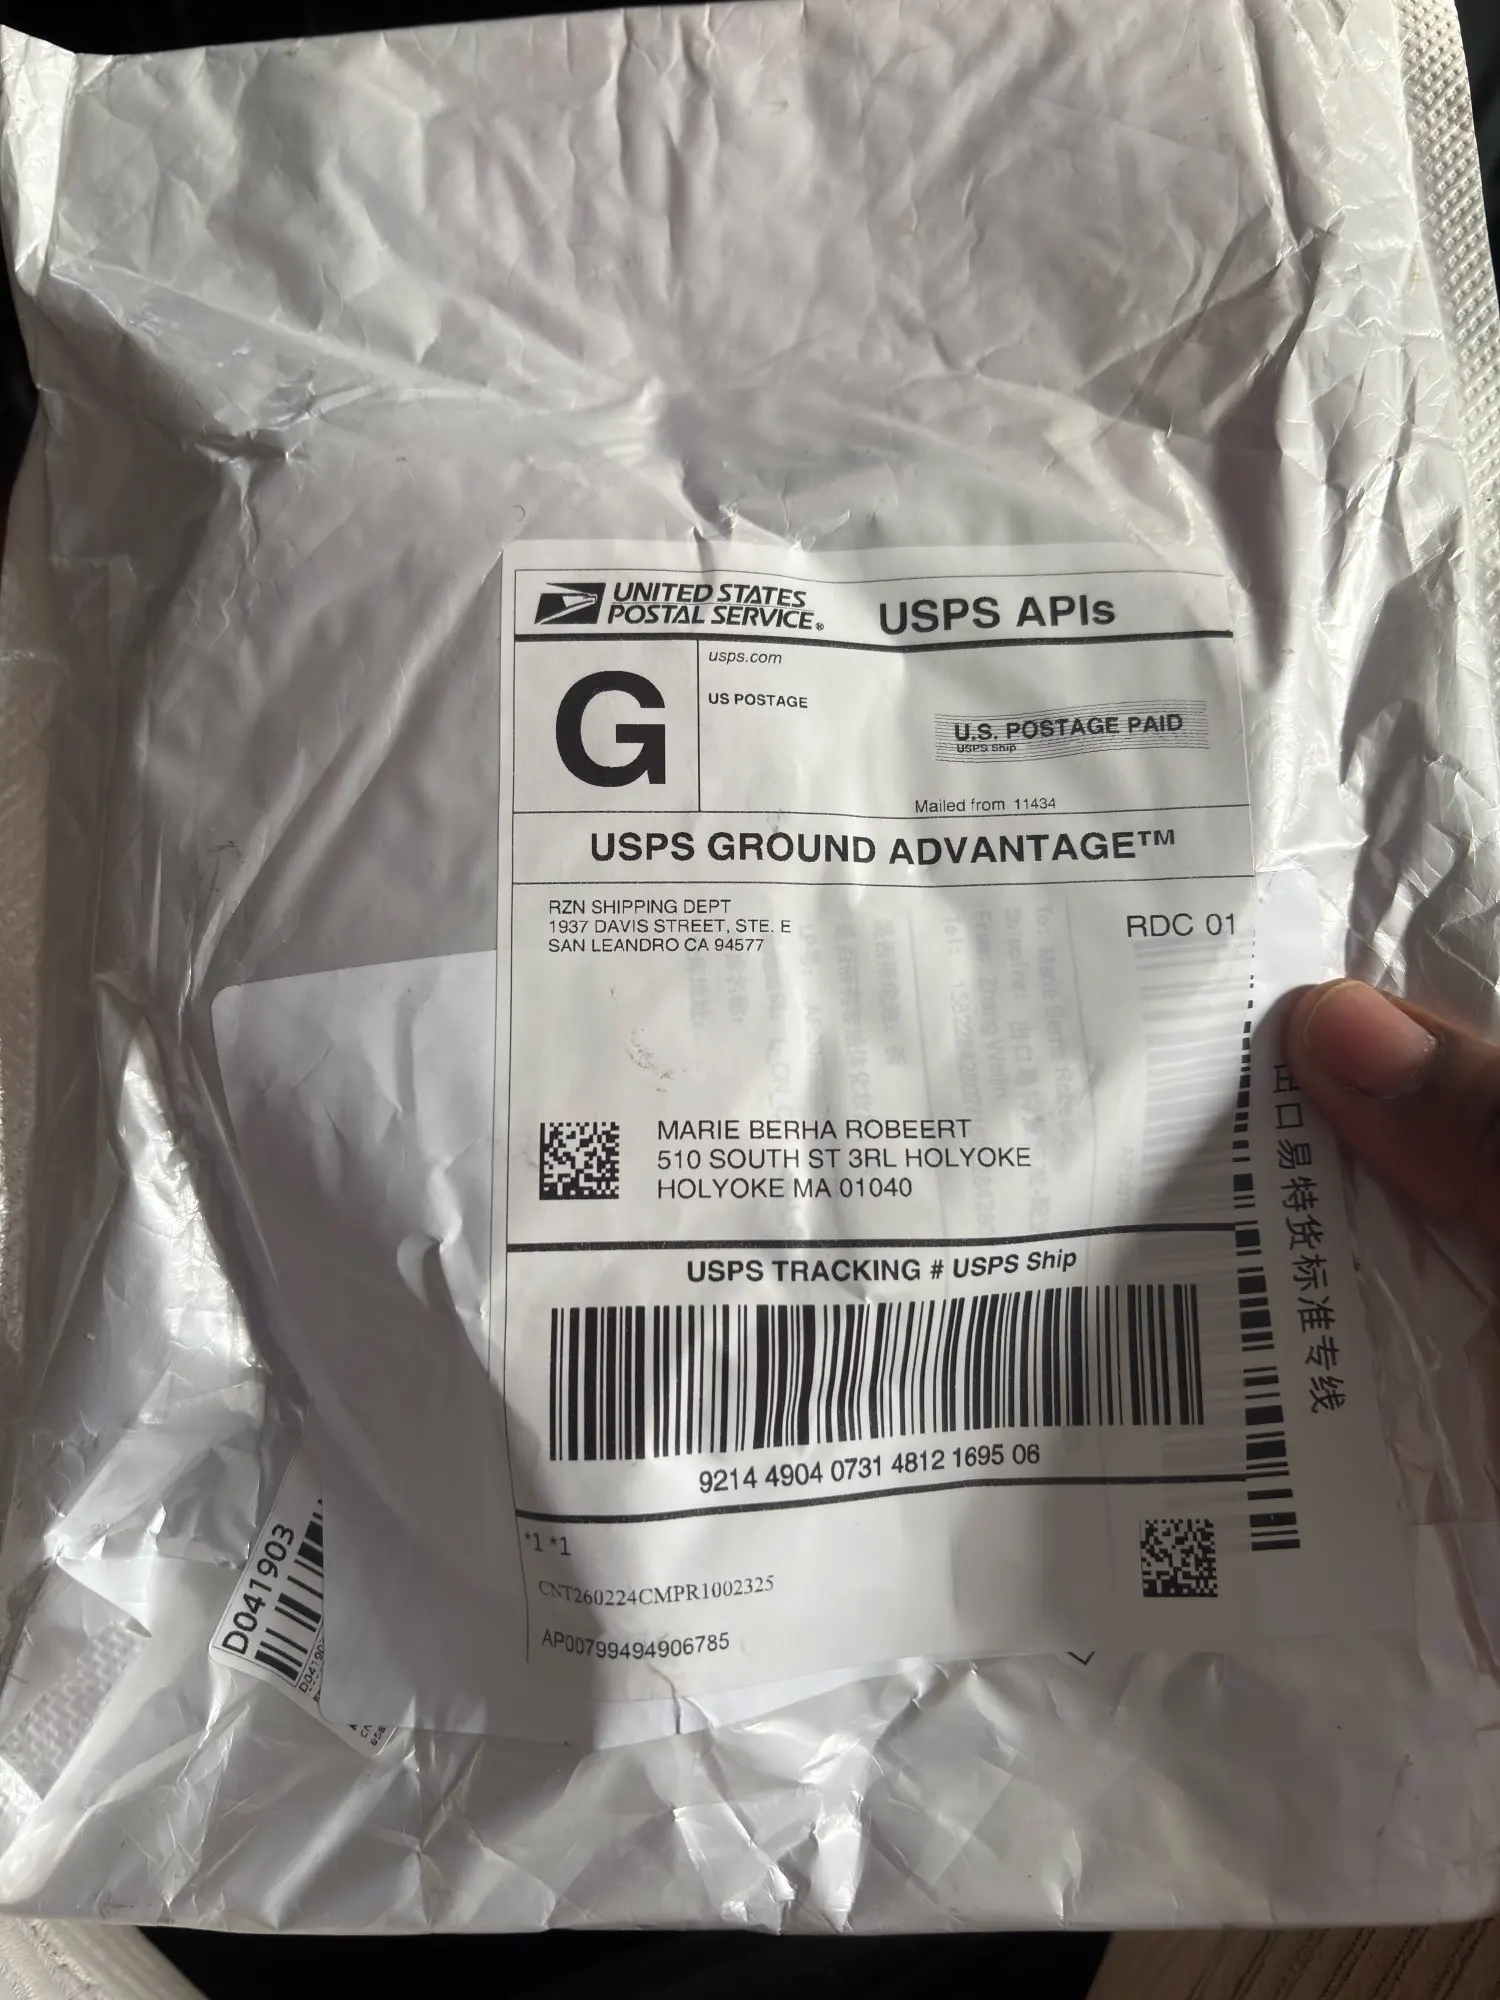 UNITED STATES
POSTAL SERVICE®
USPS APIs
G
usps.com
US POSTAGE
U.S. POSTAGE PAID
USPS Ship
Mailed from 11434
USPS GROUND ADVANTAGE™
RZN SHIPPING DEPT
1937 DAVIS STREET, STE. E
SAN LEANDRO CA 94577
RDC 01
MARIE BERHA ROBEERT
510 SOUTH ST 3RL HOLYOKE
HOLYOKE MA 01040
USPS TRACKING # USPS Ship
9214 4904 0731 4812 1695 06
*1 *1
CNT260224CMPR1002325
AP00799494906785
出口易特货标准专线
D041903